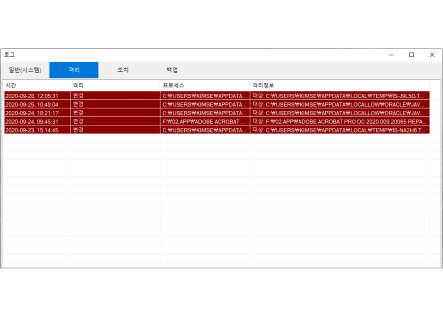 로그
일반(시스템) 격리 조치 백업
시간 격리 프로세스 격리정보
2020-09-28, 12:05:31 변경 C:₩USERS₩KIMSE₩APPDATA... 대상: C:₩USERS₩KIMSE₩APPDATA₩LOCAL₩TEMP₩IS-J9L5G.T...
2020-09-25, 10:48:04 변경 C:₩USERS₩KIMSE₩APPDATA... 대상: C:₩USERS₩KIMSE₩APPDATA₩LOCALLOW₩ORACLE₩JAV...
2020-09-24, 18:21:17 변경 C:₩USERS₩KIMSE₩APPDATA... 대상: C:₩USERS₩KIMSE₩APPDATA₩LOCALLOW₩ORACLE₩JAV...
2020-09-24, 09:45:31 변경 F:₩02.APP₩ADOBE ACROBAT ... 대상: F:₩02.APP₩ADOBE ACROBAT PRO DC 2020.009.20065 REPA...
2020-09-23, 15:14:45 변경 C:₩USERS₩KIMSE₩APPDATA... 대상: C:₩USERS₩KIMSE₩APPDATA₩LOCAL₩TEMP₩IS-NA2H6.T...